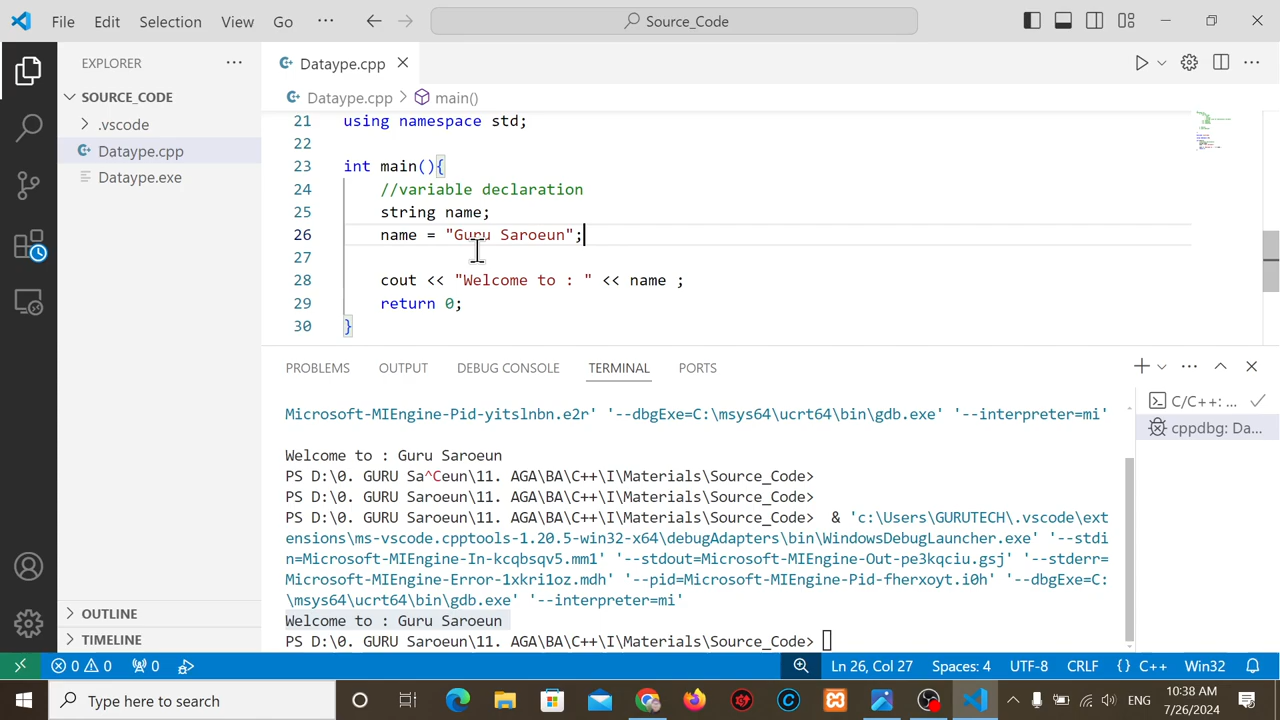 File Edit Selection View Go ··· Source_Code
EXPLORER ···
SOURCE_CODE
.vscode
Dataype.cpp
Dataype.exe
OUTLINE
TIMELINE
Dataype.cpp
Dataype.cpp > main()
21 using namespace std;
22
23 int main(){
24 //variable declaration
25 string name;
26 name = "Guru Saroeun";
27
28 cout << "Welcome to : " << name ;
29 return 0;
30 }
PROBLEMS OUTPUT DEBUG CONSOLE TERMINAL PORTS
Microsoft-MIEngine-Pid-yitslnbn.e2r' '--dbgExe=C:\msys64\ucrt64\bin\gdb.exe' '--interpreter=mi'
Welcome to : Guru Saroeun
PS D:\0. GURU Sa^Ceun\11. AGA\BA\C++\I\Materials\Source_Code>
PS D:\0. GURU Saroeun\11. AGA\BA\C++\I\Materials\Source_Code>
PS D:\0. GURU Saroeun\11. AGA\BA\C++\I\Materials\Source_Code> & 'c:\Users\GURUTECH\.vscode\ext
ensions\ms-vscode.cpptools-1.20.5-win32-x64\debugAdapters\bin\WindowsDebugLauncher.exe' '--stdi
n=Microsoft-MIEngine-In-kcqbsqv5.mm1' '--stdout=Microsoft-MIEngine-Out-pe3kqciu.gsj' '--stderr=
Microsoft-MIEngine-Error-1xkri1oz.mdh' '--pid=Microsoft-MIEngine-Pid-fherxoyt.i0h' '--dbgExe=C:
\msys64\ucrt64\bin\gdb.exe' '--interpreter=mi'
Welcome to : Guru Saroeun
PS D:\0. GURU Saroeun\11. AGA\BA\C++\I\Materials\Source_Code>
C/C++: ...
cppdbg: Da...
0 0 0 Ln 26, Col 27 Spaces: 4 UTF-8 CRLF {} C++ Win32
Type here to search ENG 10:38 AM
7/26/2024